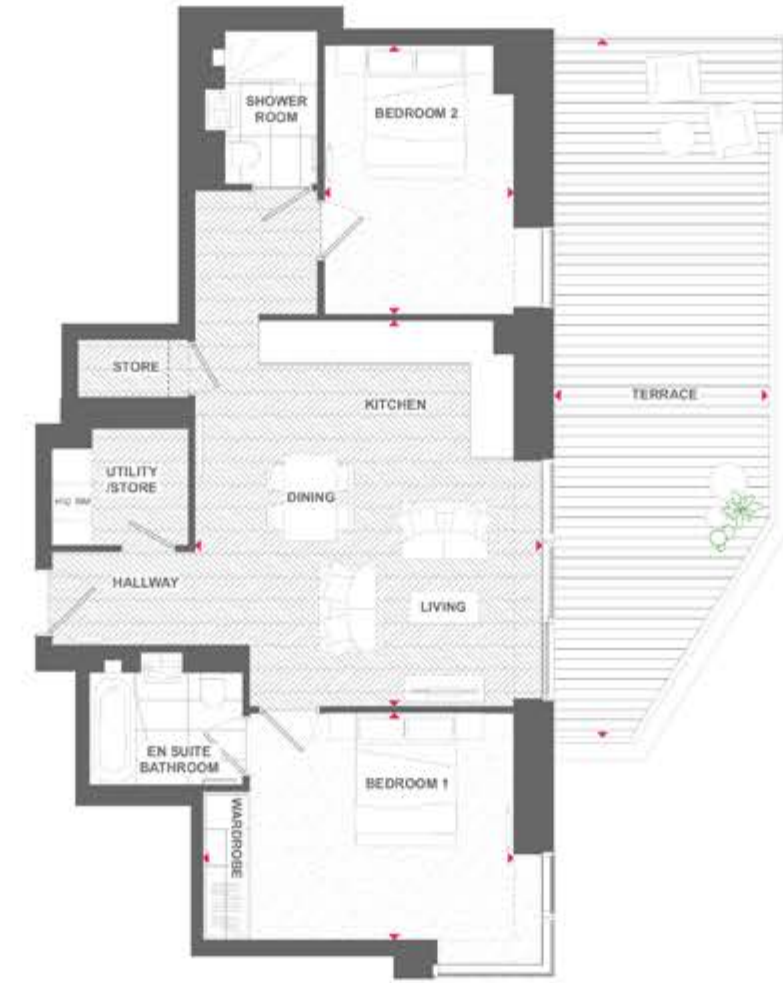 SHOWER
ROOM
BEDROOM 2
STORE
KITCHEN
TERRACE
UTILITY
/STORE
DINING
HALLWAY
LIVING
EN SUITE
BATHROOM
BEDROOM 1
WARDROBE